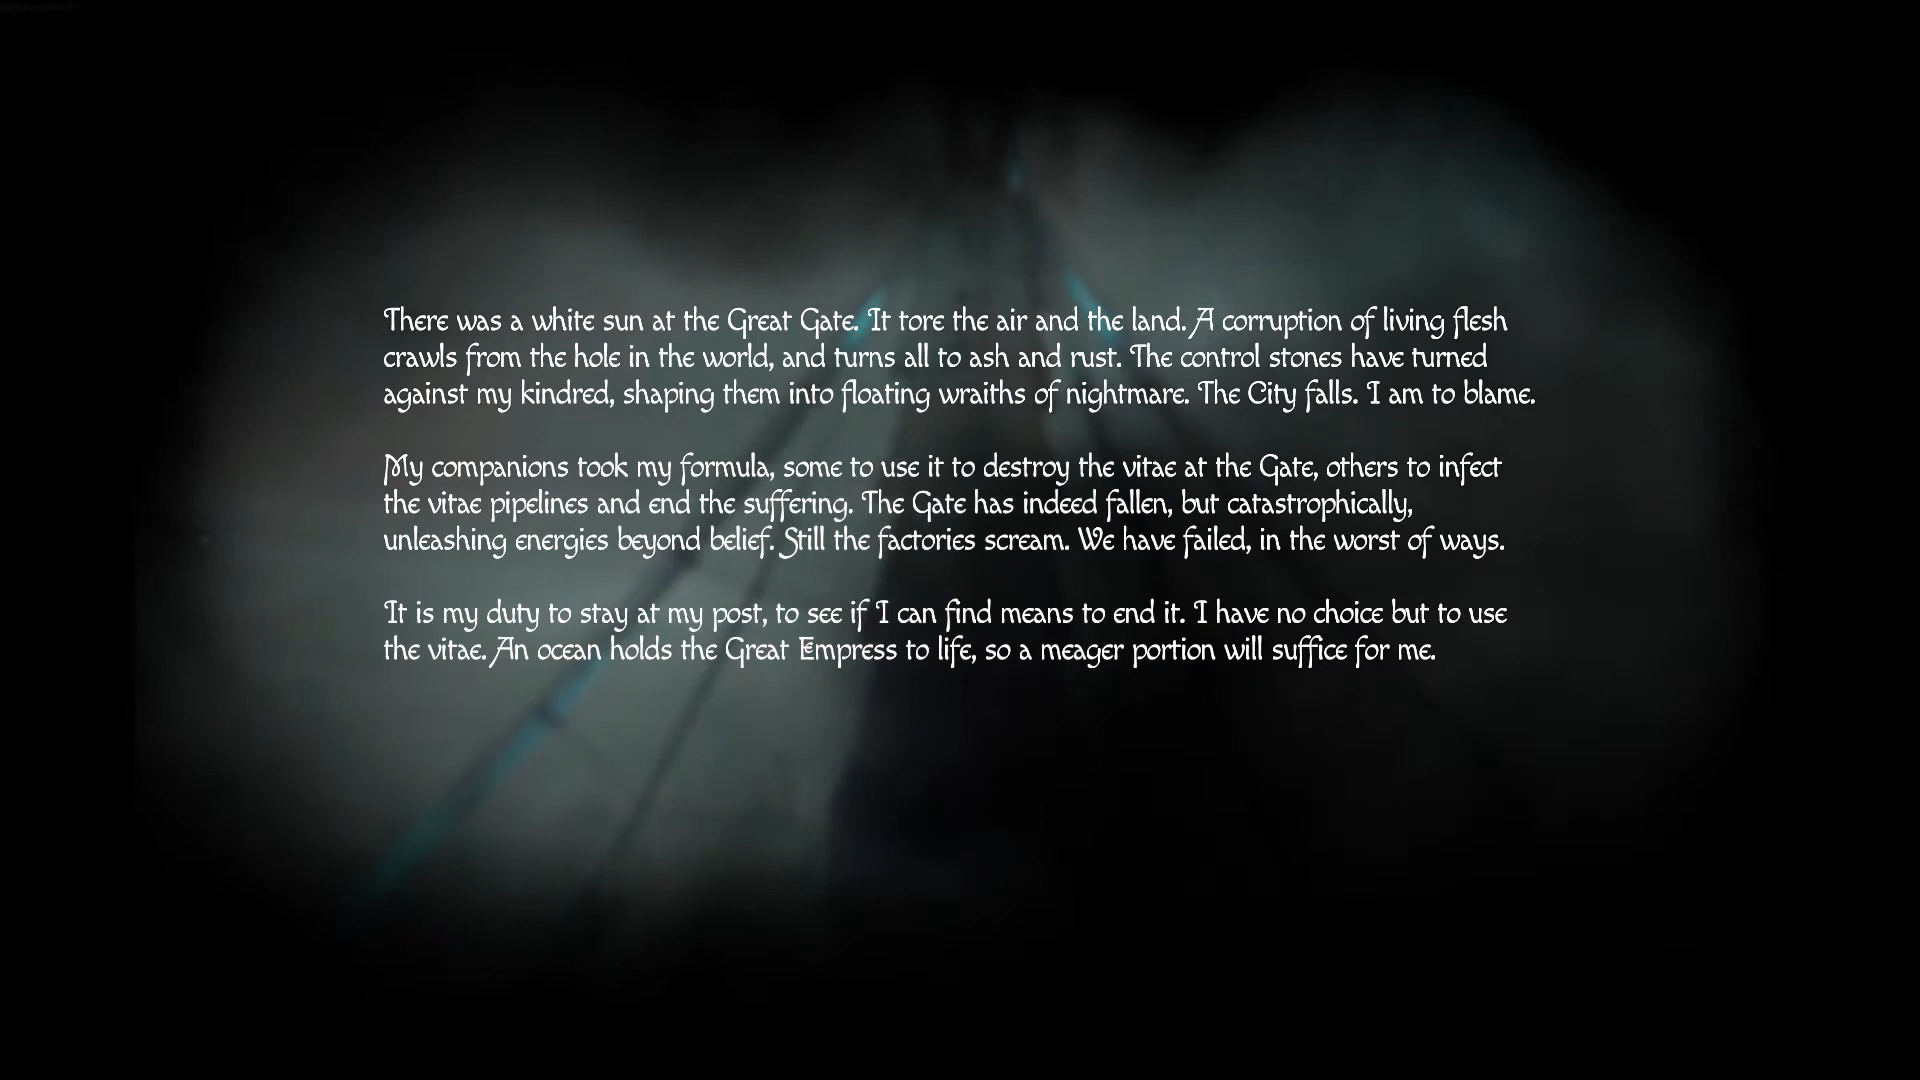 There was a white sun at the Great Gate. It tore the air and the land. A corruption of living flesh
crawls from the hole in the world, and turns all to ash and rust. The control stones have turned
against my kindred, shaping them into floating wraiths of nightmare. The City falls. I am to blame.
My companions took my formula, some to use it to destroy the vitae at the Gate, others to infect
the vitae pipelines and end the suffering. The Gate has indeed fallen, but catastrophically,
unleashing energies beyond belief. Still the factories scream. We have failed, in the worst of ways.
It is my duty to stay at my post, to see if I can find means to end it. I have no choice but to use
the vitae. An ocean holds the Great Empress to life, so a meager portion will suffice for me.